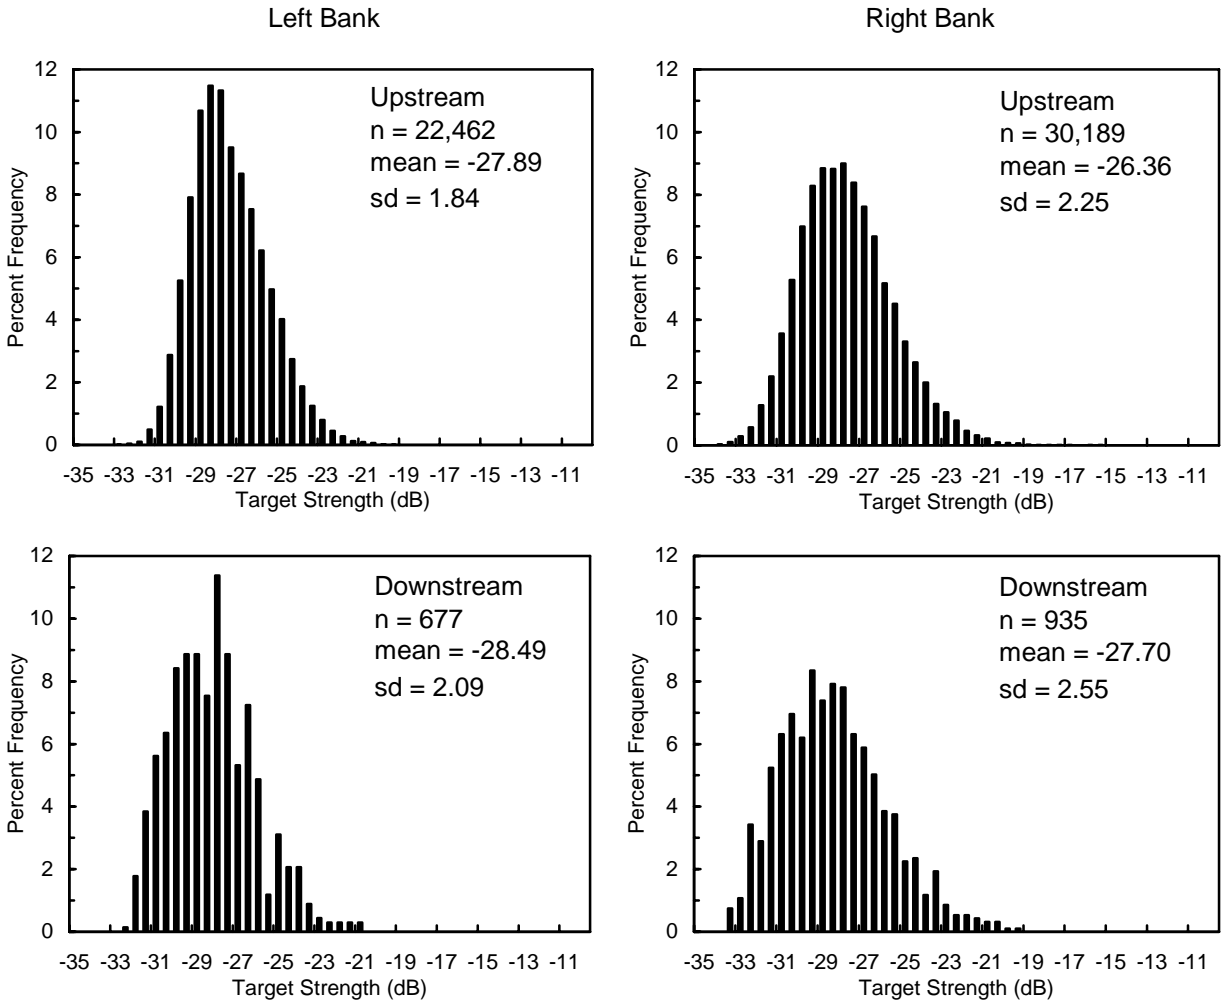 Left Bank
Right Bank
12
10
8
6
4
2
0
Percent Frequency
Upstream
n = 22,462
mean = -27.89
sd = 1.84
-35 -33 -31 -29 -27 -25 -23 -21 -19 -17 -15 -13 -11
Target Strength (dB)
12
10
8
6
4
2
0
Percent Frequency
Upstream
n = 30,189
mean = -26.36
sd = 2.25
-35 -33 -31 -29 -27 -25 -23 -21 -19 -17 -15 -13 -11
Target Strength (dB)
12
10
8
6
4
2
0
Percent Frequency
Downstream
n = 677
mean = -28.49
sd = 2.09
-35 -33 -31 -29 -27 -25 -23 -21 -19 -17 -15 -13 -11
Target Strength (dB)
12
10
8
6
4
2
0
Percent Frequency
Downstream
n = 935
mean = -27.70
sd = 2.55
-35 -33 -31 -29 -27 -25 -23 -21 -19 -17 -15 -13 -11
Target Strength (dB)